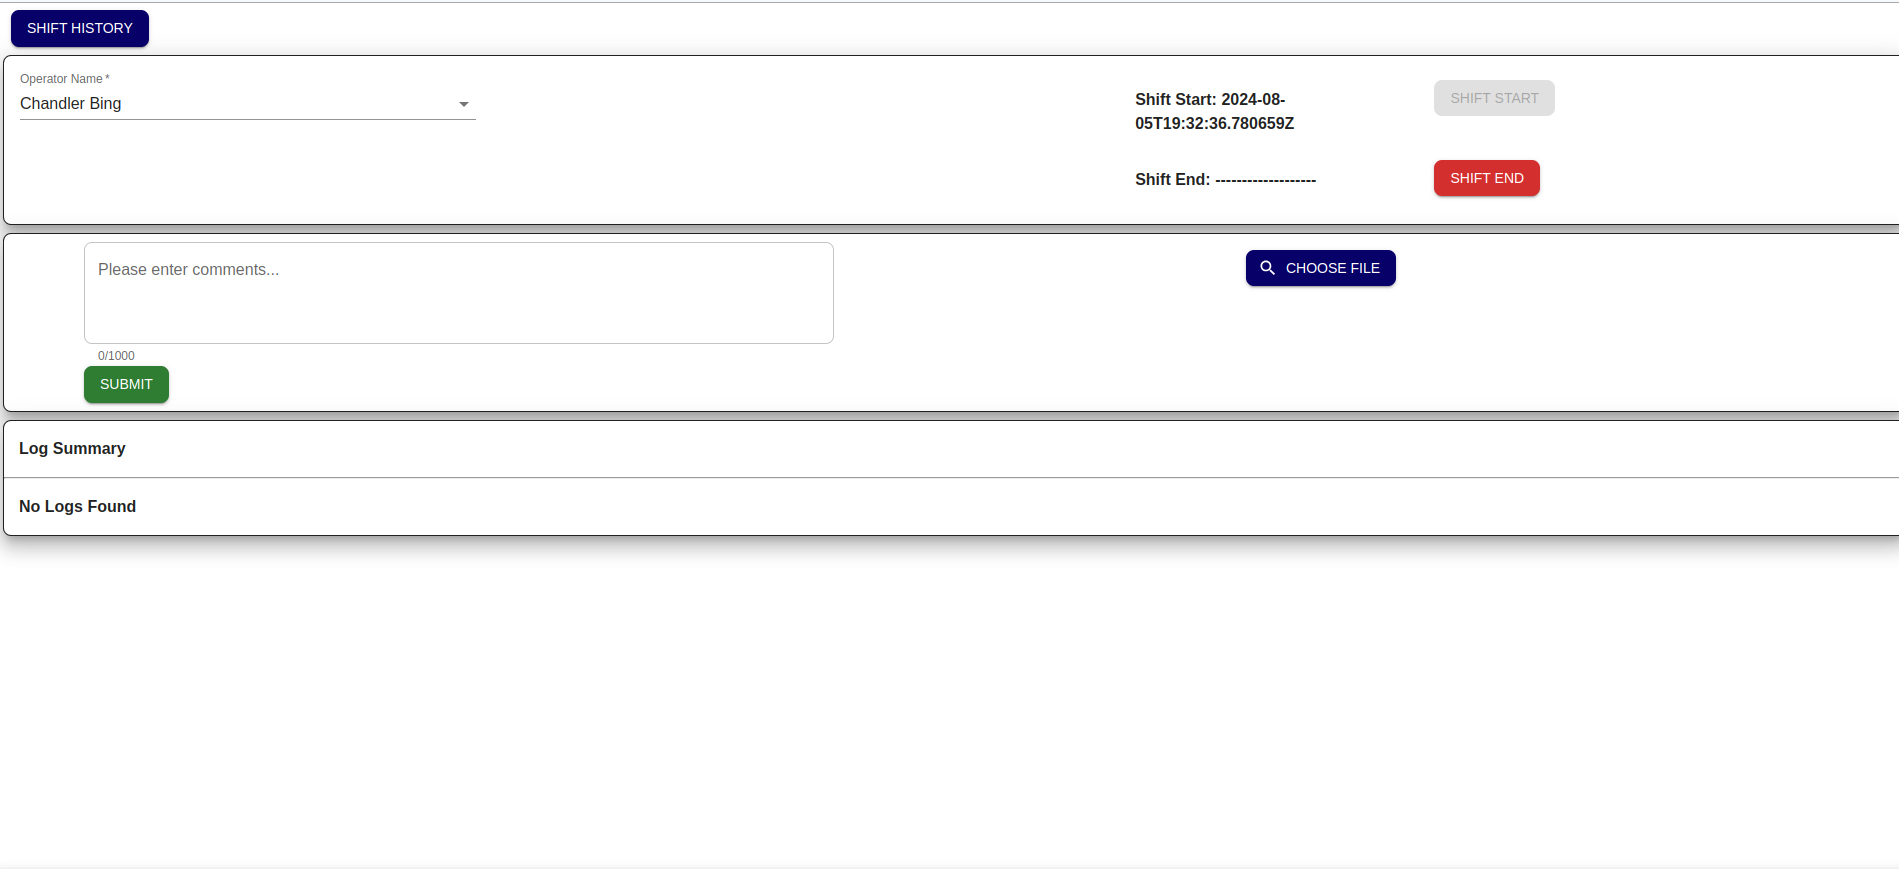 SHIFT HISTORY
Operator Name *
Chandler Bing
Shift Start: 2024-08-
05T19:32:36.780659Z
SHIFT START
Shift End: -------------------
SHIFT END
Please enter comments...
CHOOSE FILE
0/1000
SUBMIT
Log Summary
No Logs Found